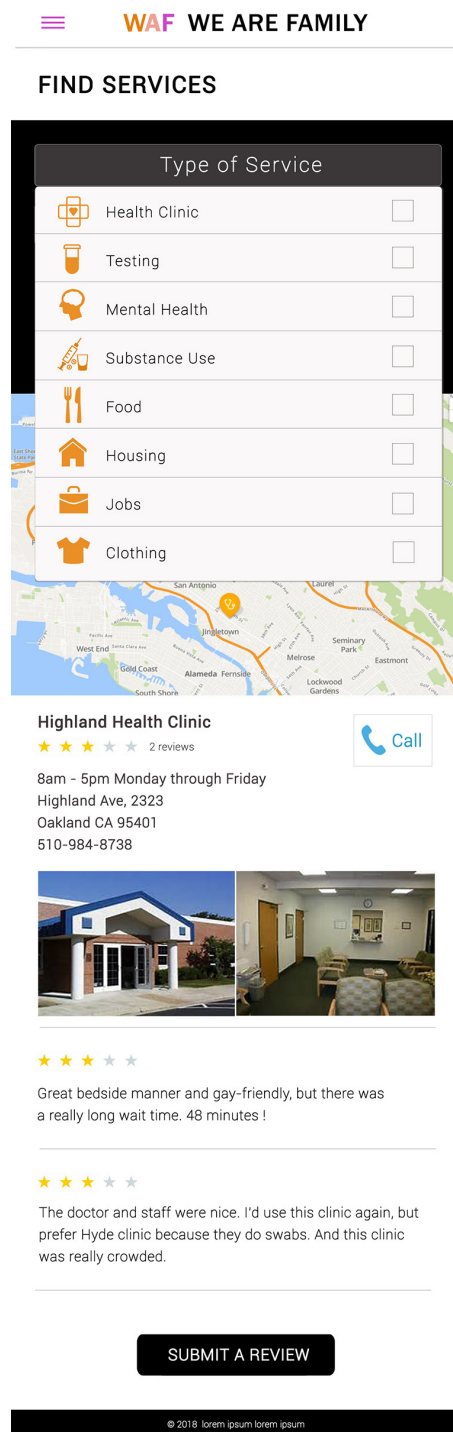 WAF WE ARE FAMILY
FIND SERVICES
Type of Service
Health Clinic
Testing
Mental Health
Substance Use
Food
Housing
Jobs
Clothing
San Antonio
Laurel
Jingletown
Pacific Ave
West End
Santa Clara Ave
Seminary
Park
Melrose
Eastmont
Gold Coast
Alameda
Fernside
Lockwood
Gardens
South Shore
Highland Health Clinic
2 reviews
Call
8am - 5pm Monday through Friday
Highland Ave, 2323
Oakland CA 95401
510-984-8738
Great bedside manner and gay-friendly, but there was
a really long wait time. 48 minutes !
The doctor and staff were nice. I'd use this clinic again, but
prefer Hyde clinic because they do swabs. And this clinic
was really crowded.
SUBMIT A REVIEW
© 2018 lorem ipsum lorem ipsum